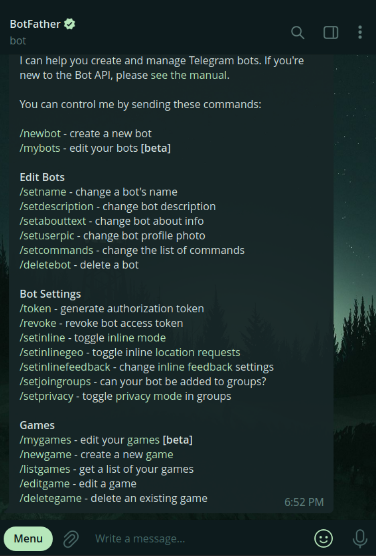 BotFather
bot
I can help you create and manage Telegram bots. If you're
new to the Bot API, please see the manual.
You can control me by sending these commands:
/newbot - create a new bot
/mybots - edit your bots [beta]
Edit Bots
/setname - change a bot's name
/setdescription - change bot description
/setabouttext - change bot about info
/setuserpic - change bot profile photo
/setcommands - change the list of commands
/deletebot - delete a bot
Bot Settings
/token - generate authorization token
/revoke - revoke bot access token
/setinline - toggle inline mode
/setinlinegeo - toggle inline location requests
/setinlinefeedback - change inline feedback settings
/setjoingroups - can your bot be added to groups?
/setprivacy - toggle privacy mode in groups
Games
/mygames - edit your games [beta]
/newgame - create a new game
/listgames - get a list of your games
/editgame - edit a game
/deletegame - delete an existing game
6:52 PM
Menu
Write a message...